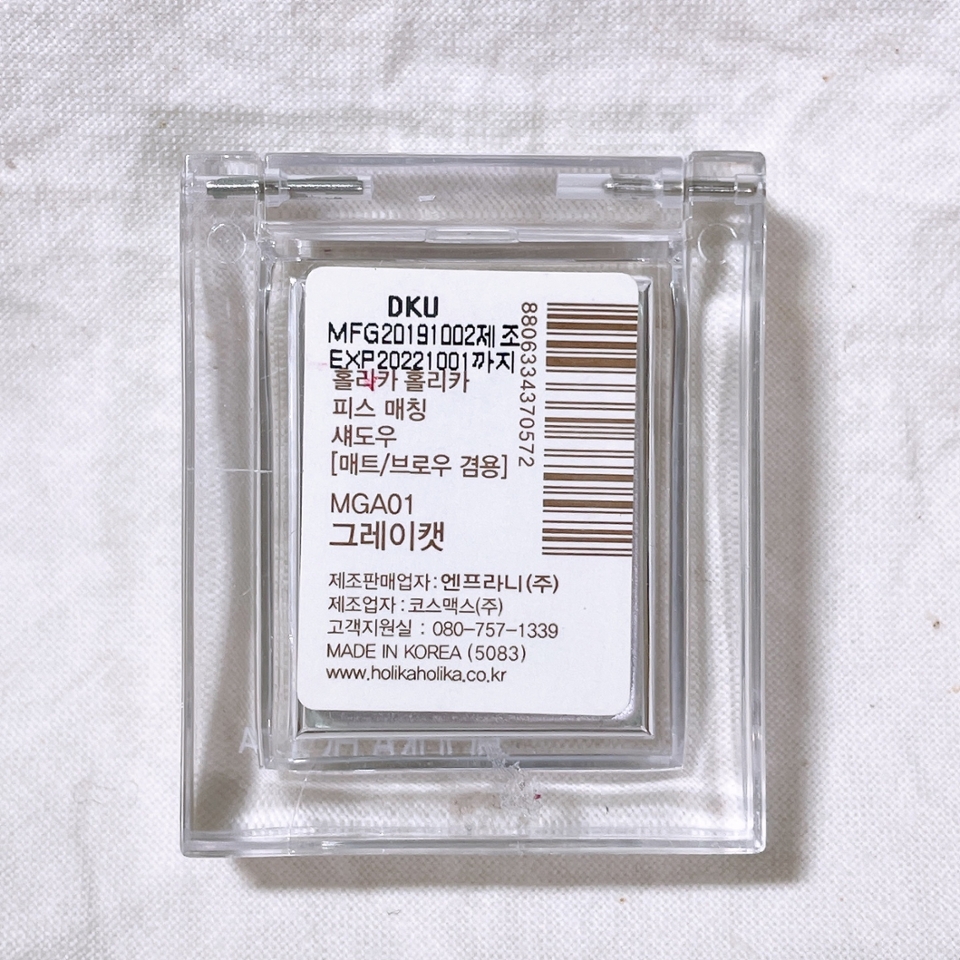 DKU
MFG20191002제조
EXP20221001까지
홀리카 홀리카
피스 매칭
섀도우
[매트/브로우 겸용]
MGA01
그레이캣
제조판매업자:엔프라니(주)
제조업자:코스맥스(주)
고객지원실 : 080-757-1339
MADE IN KOREA (5083)
www.holikaholika.co.kr
8806334370572